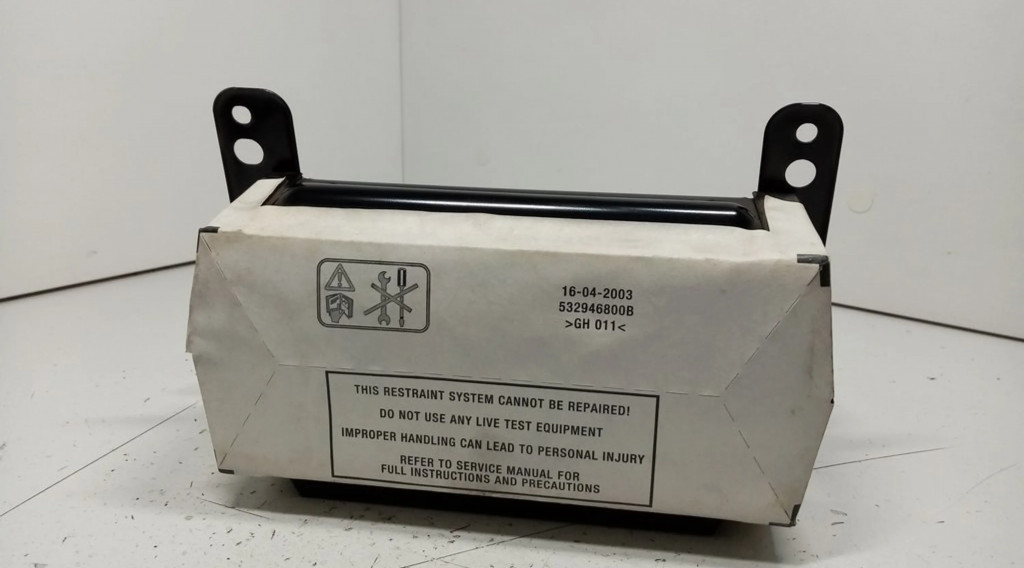 16-04-2003
532946800B
>GH 011<
THIS RESTRAINT SYSTEM CANNOT BE REPAIRED!
DO NOT USE ANY LIVE TEST EQUIPMENT
IMPROPER HANDLING CAN LEAD TO PERSONAL INJURY
REFER TO SERVICE MANUAL FOR
FULL INSTRUCTIONS AND PRECAUTIONS